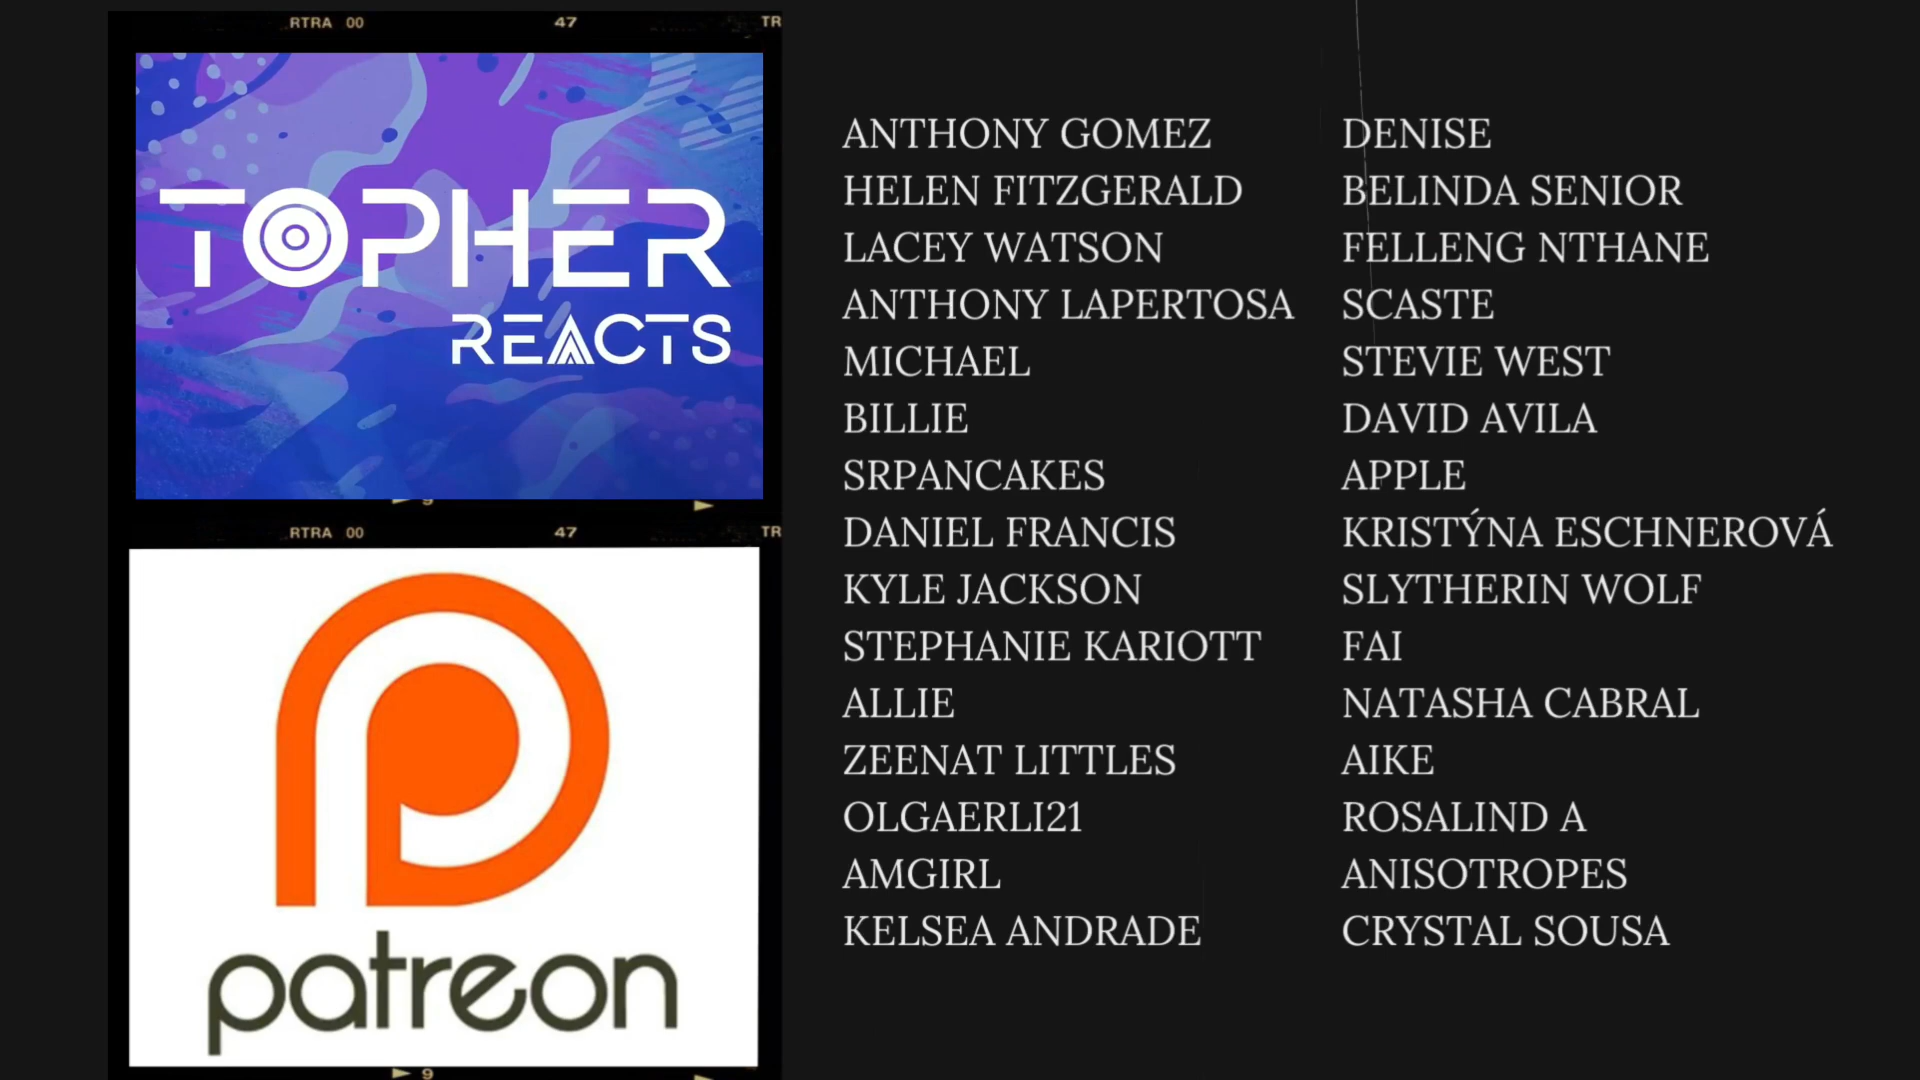 RTRA 00 47 TR
TOPHER
REACTS
9
RTRA 00 47 TR
patreon
9
ANTHONY GOMEZ
HELEN FITZGERALD
LACEY WATSON
ANTHONY LAPERTOSA
MICHAEL
BILLIE
SRPANCAKES
DANIEL FRANCIS
KYLE JACKSON
STEPHANIE KARIOTT
ALLIE
ZEENAT LITTLES
OLGAERLI21
AMGIRL
KELSEA ANDRADE
DENISE
BELINDA SENIOR
FELLENG NTHANE
SCASTE
STEVIE WEST
DAVID AVILA
APPLE
KRISTÝNA ESCHNEROVÁ
SLYTHERIN WOLF
FAI
NATASHA CABRAL
AIKE
ROSALIND A
ANISOTROPES
CRYSTAL SOUSA